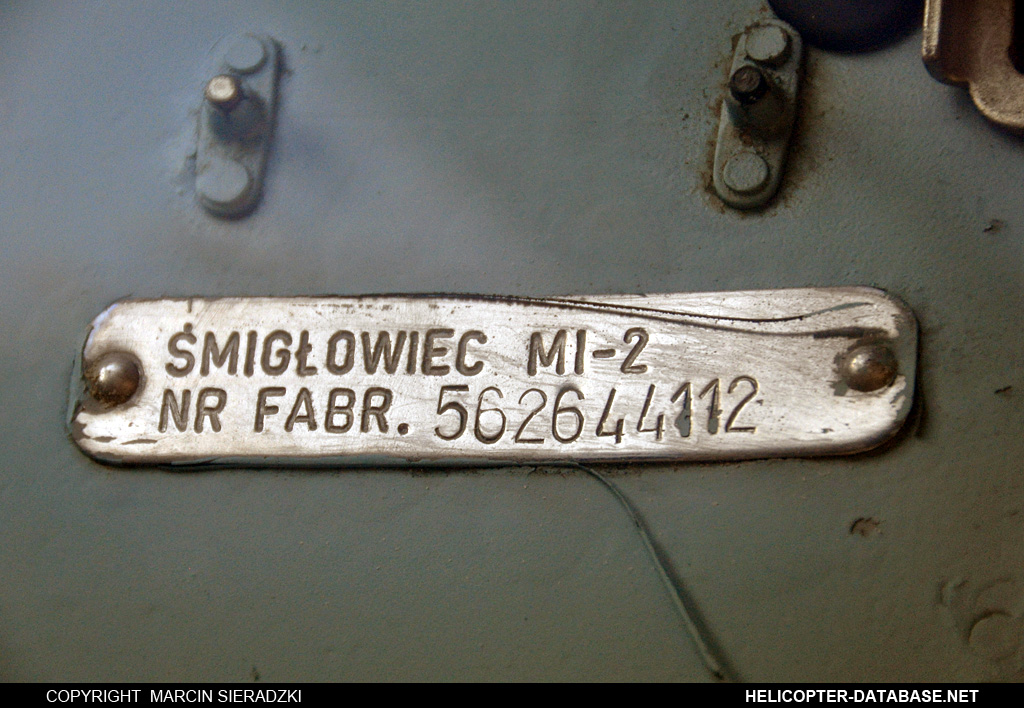 ŚMIGŁOWIEC MI-2
NR FABR. 562644112
COPYRIGHT MARCIN SIERADZKI
HELICOPTER-DATABASE.NET